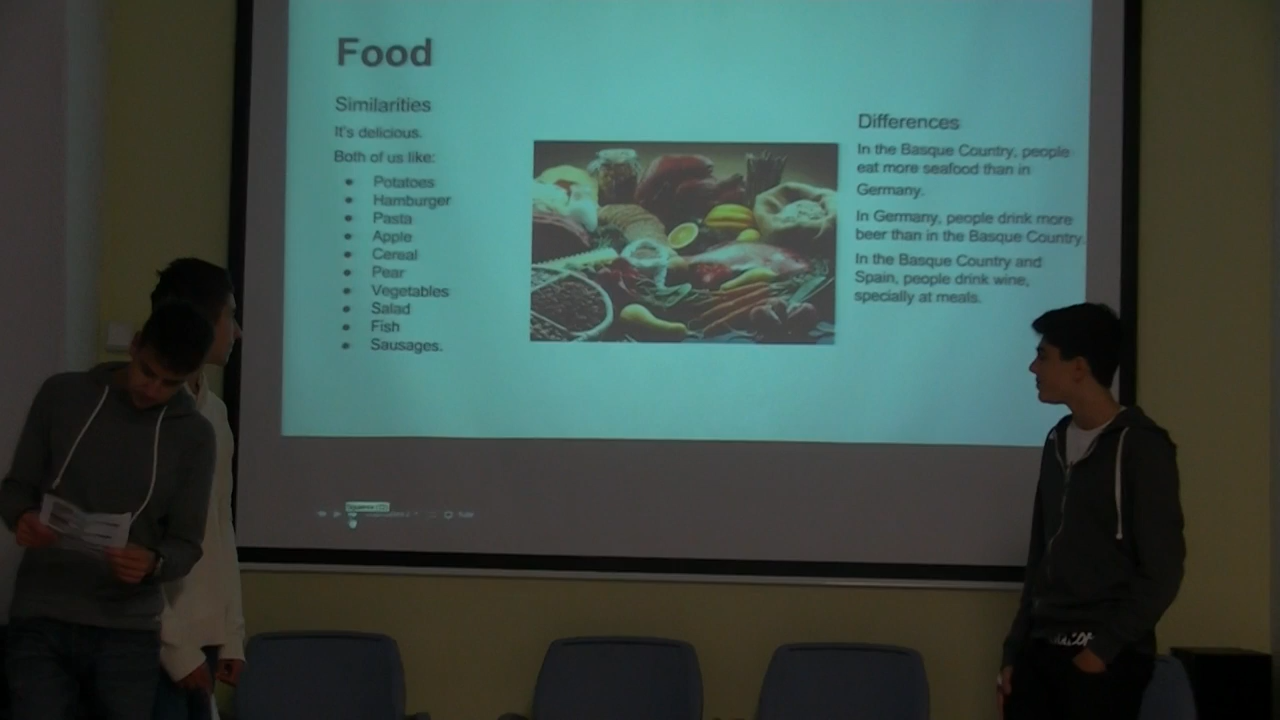 Food
Similarities
It's delicious.
Both of us like:
Potatoes
Hamburger
Pasta
Apple
Cereal
Pear
Vegetables
Salad
Fish
Sausages.
Differences
In the Basque Country, people
eat more seafood than in
Germany.
In Germany, people drink more
beer than in the Basque Country.
In the Basque Country and
Spain, people drink wine,
specially at meals.